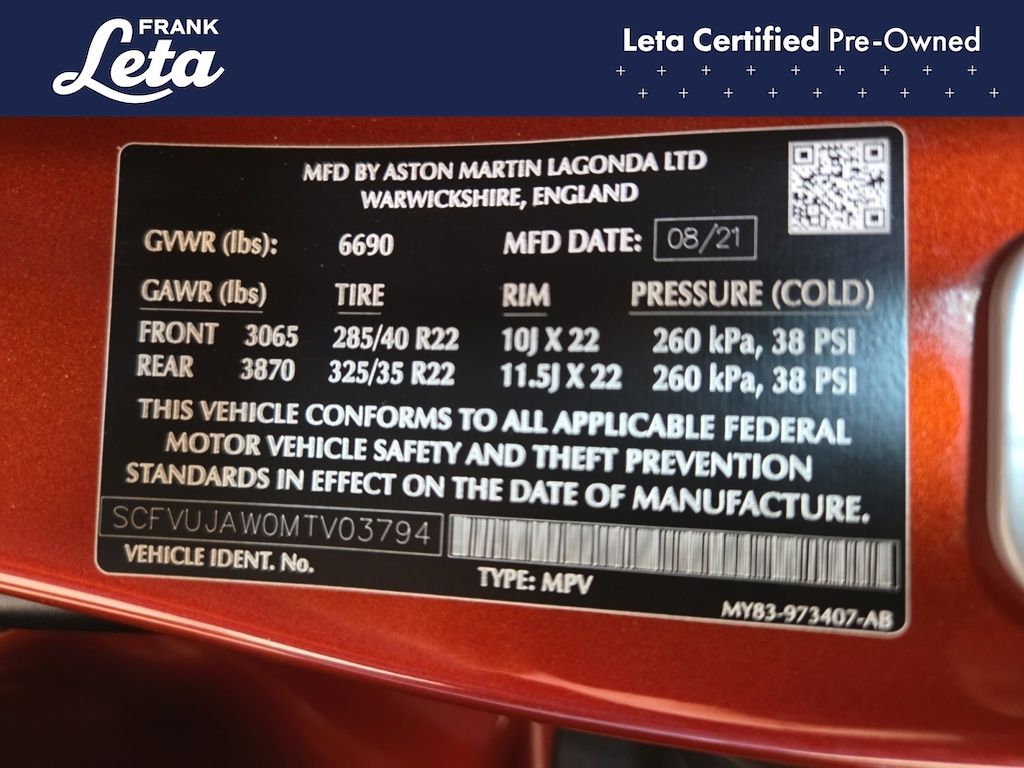 FRANK
Leta
Leta Certified Pre-Owned
MFD BY ASTON MARTIN LAGONDA LTD
WARWICKSHIRE, ENGLAND
GVWR (lbs): 6690 MFD DATE: 08/21
GAWR (lbs) TIRE RIM PRESSURE (COLD)
FRONT 3065 285/40 R22 10J X 22 260 kPa, 38 PSI
REAR 3870 325/35 R22 11.5J X 22 260 kPa, 38 PSI
THIS VEHICLE CONFORMS TO ALL APPLICABLE FEDERAL
MOTOR VEHICLE SAFETY AND THEFT PREVENTION
STANDARDS IN EFFECT ON THE DATE OF MANUFACTURE.
SCFVUJAW0MTV03794
VEHICLE IDENT. No.
TYPE: MPV
MY83-973407-AB